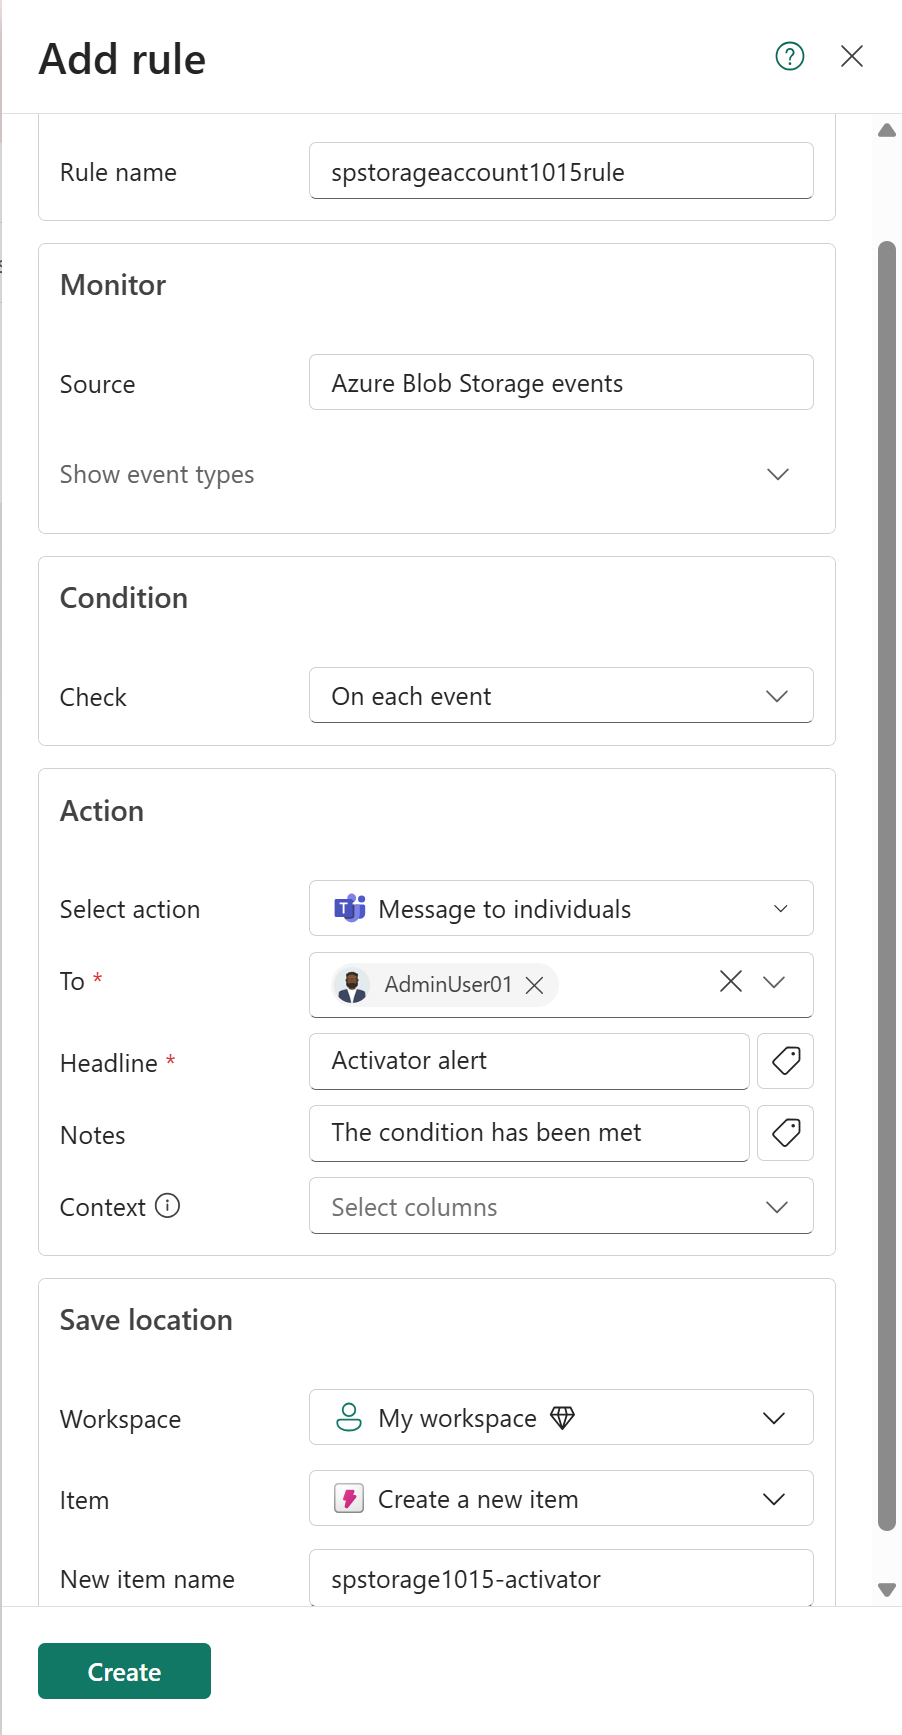 Add rule
Rule name
spstorageaccount1015rule
Monitor
Source
Azure Blob Storage events
Show event types
Condition
Check
On each event
Action
Select action
Message to individuals
To *
AdminUser01
Headline *
Activator alert
Notes
The condition has been met
Context
Select columns
Save location
Workspace
My workspace
Item
Create a new item
New item name
spstorage1015-activator
Create